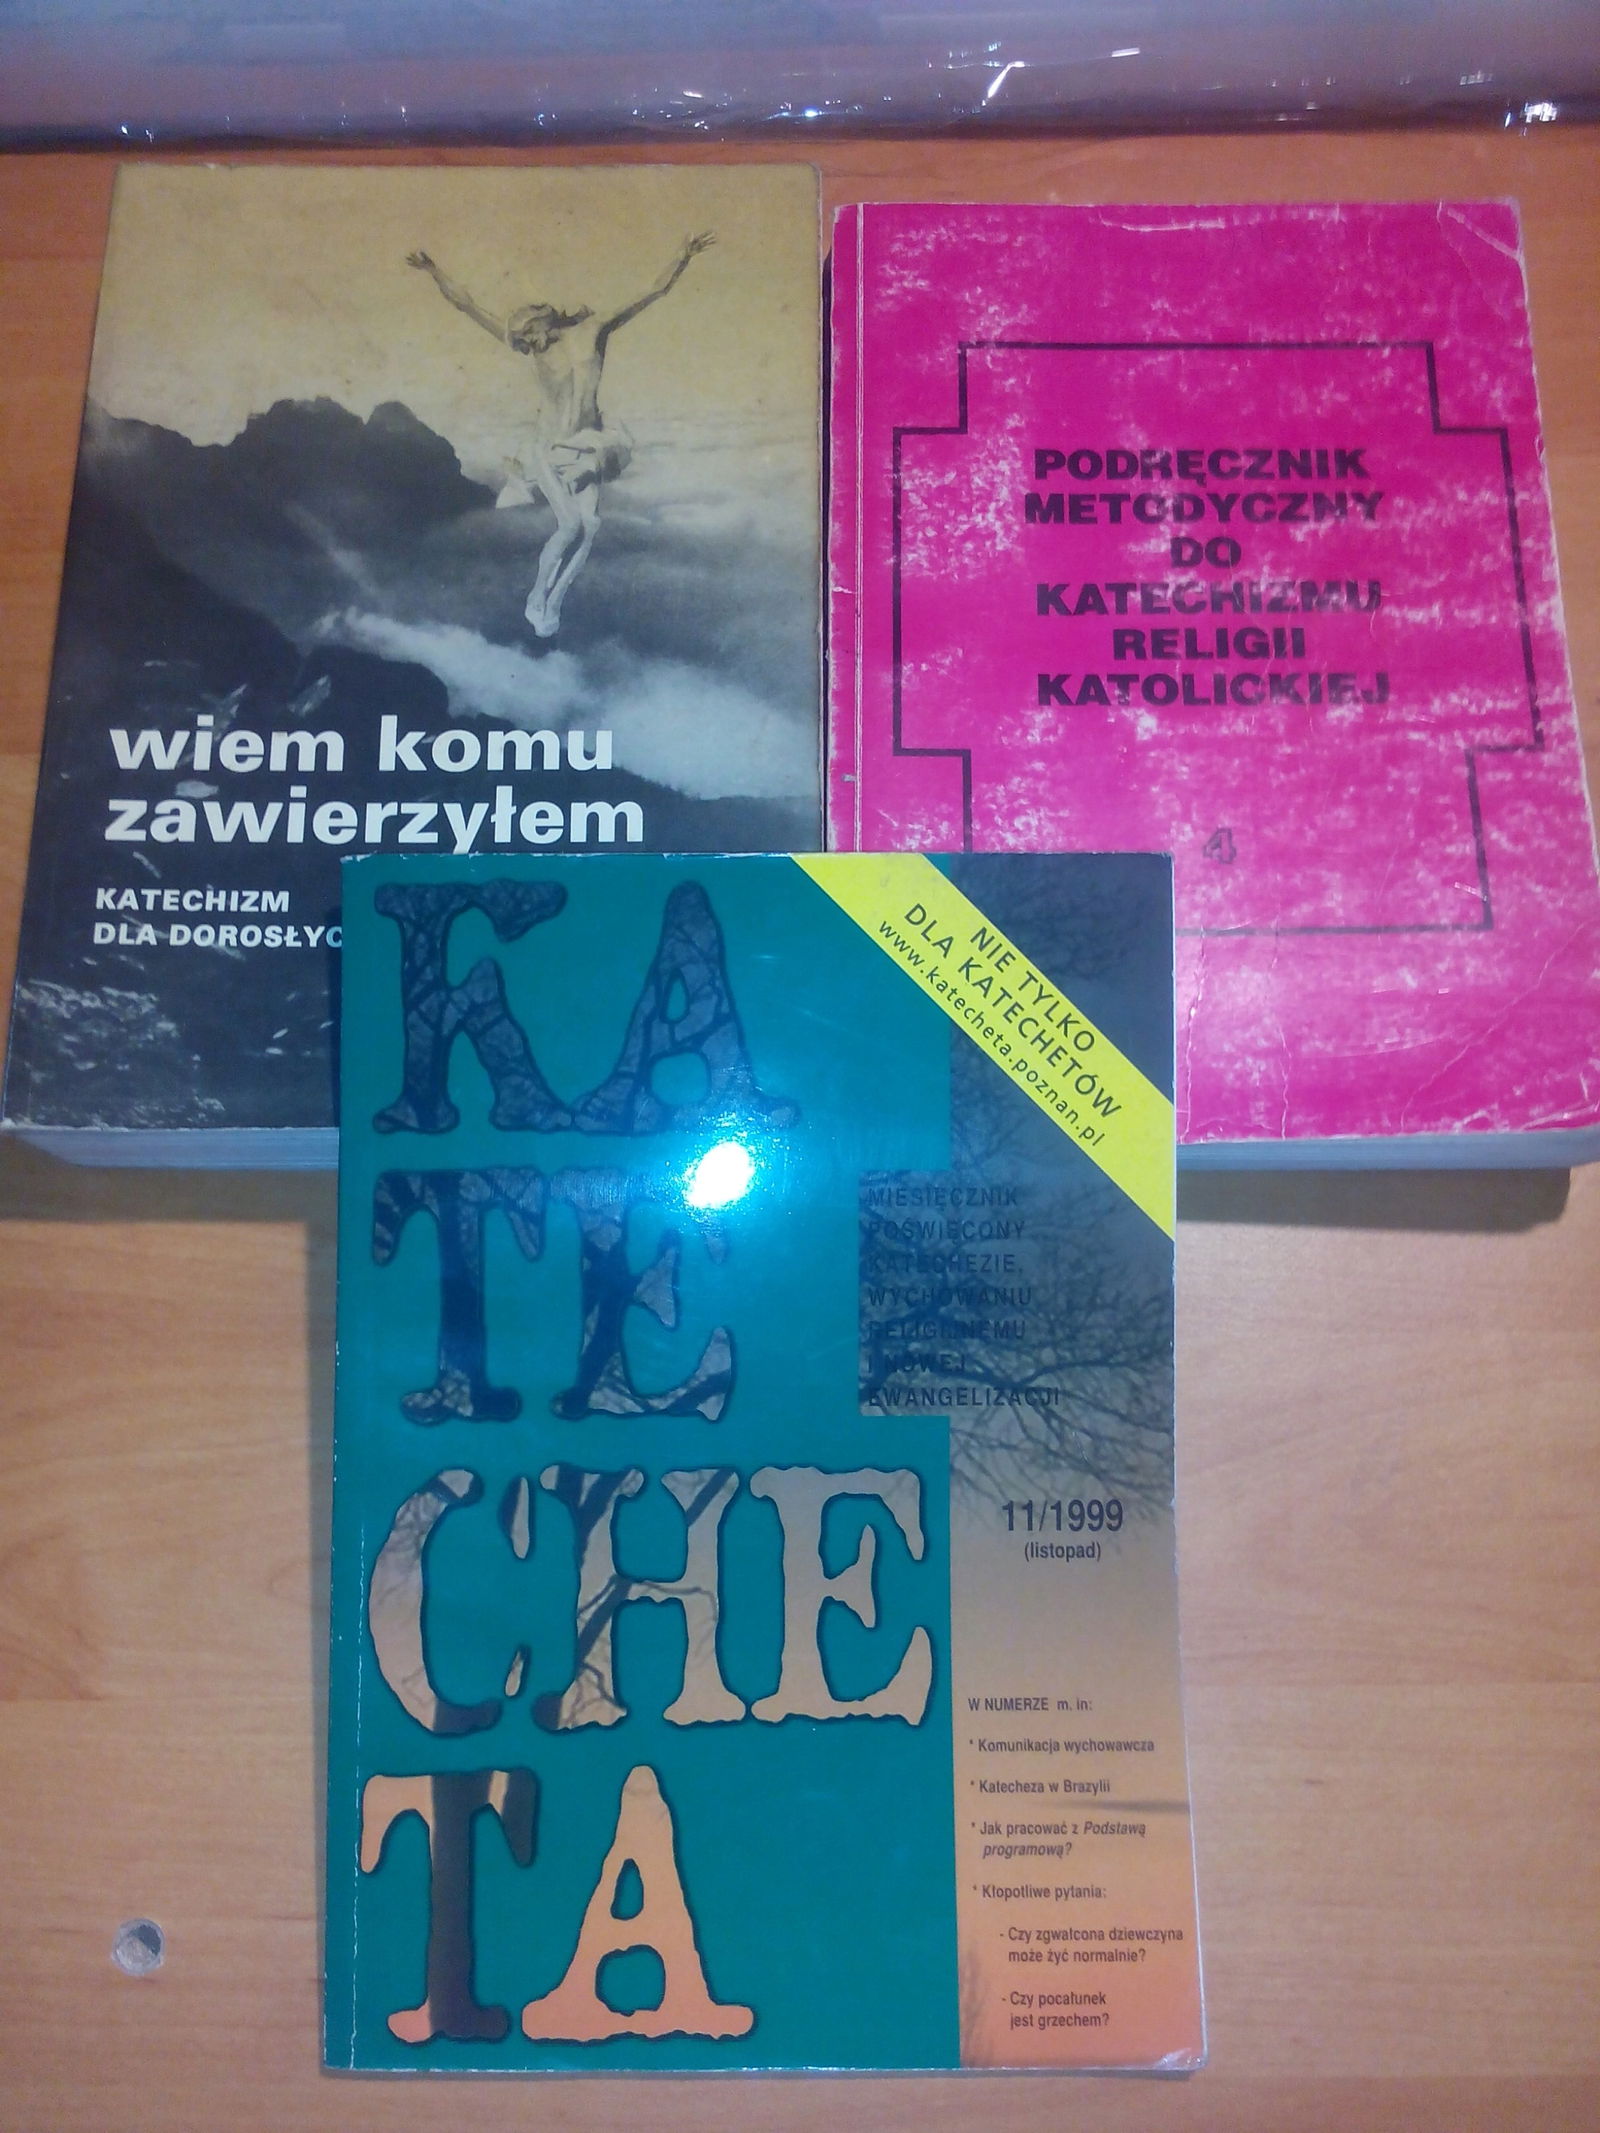 wiem komu
zawierzyłem
KATECHIZM
DLA DOROSŁYC
PODRĘCZNIK
METODYCZNY
DO
KATECHIZMU
RELIGII
KATOLICKIEJ
4
KA
TE
CHE
TA
NIE TYLKO
DLA KATECHETÓW
www.katecheta.poznan.pl
MIESIĘCZNIK
POŚWIĘCONY
KATECHEZIE,
WYCHOWANIU
RELIGIJNEMU
I NOWEJ
EWANGELIZACJI
11/1999
(listopad)
W NUMERZE m. in:
* Komunikacja wychowawcza
* Katecheza w Brazylii
* Jak pracować z Podstawą
programową?
* Kłopotliwe pytania:
- Czy zgwałcona dziewczyna
może żyć normalnie?
- Czy pocałunek
jest grzechem?